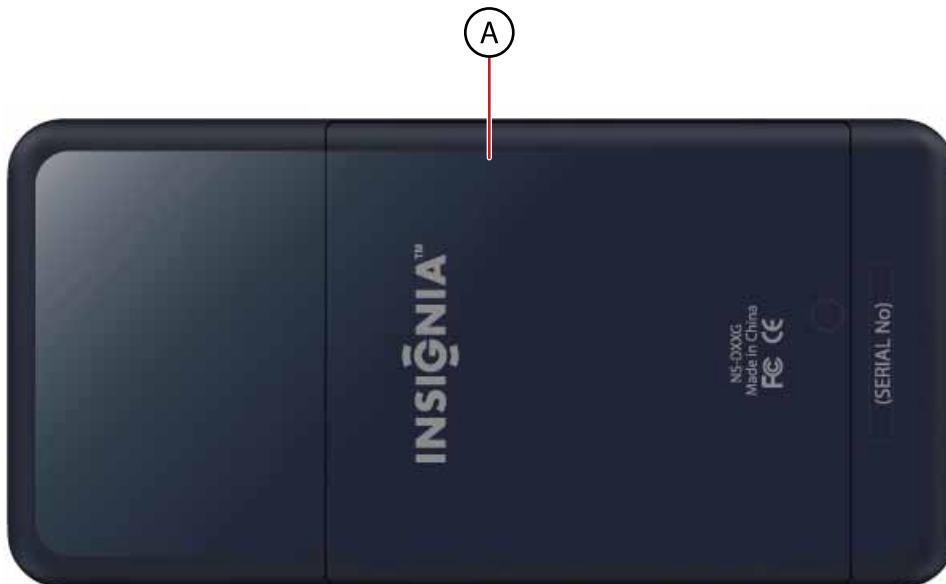 A
INSIGNIA™
NS-DXXG
Made in China
FC CE
(SERIAL No)